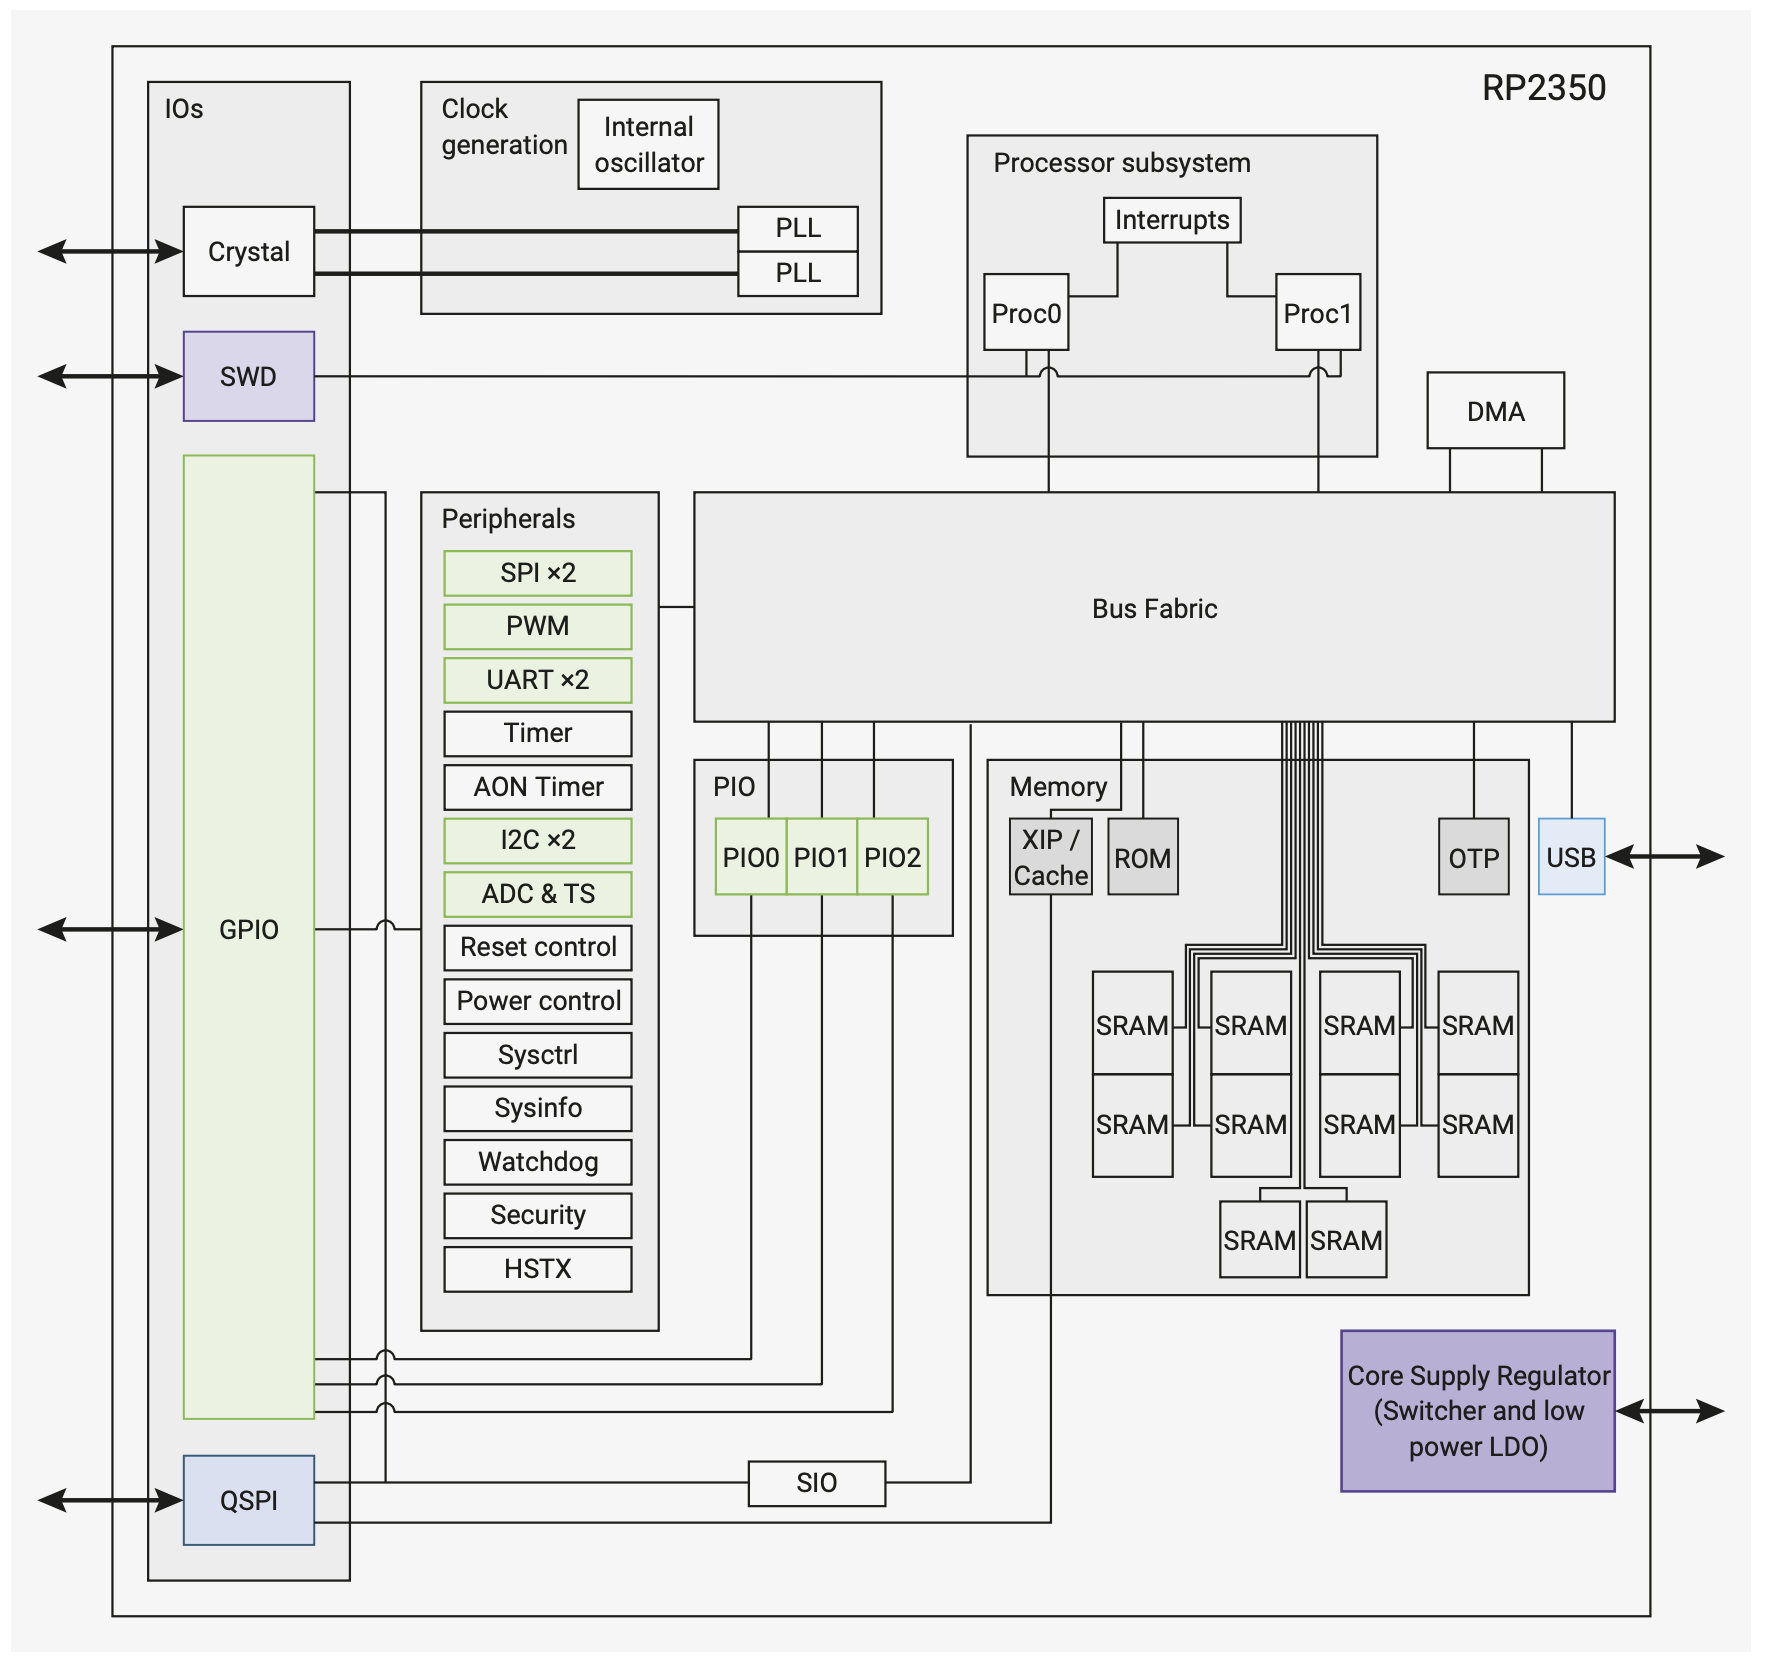 RP2350
IOs
Crystal
SWD
GPIO
QSPI
Clock
generation
Internal
oscillator
PLL
PLL
Processor subsystem
Interrupts
Proc0
Proc1
DMA
Peripherals
SPI ×2
PWM
UART ×2
Timer
AON Timer
I2C ×2
ADC & TS
Reset control
Power control
Sysctrl
Sysinfo
Watchdog
Security
HSTX
Bus Fabric
PIO
PIO0
PIO1
PIO2
Memory
XIP /
Cache
ROM
OTP
USB
SRAM
SRAM
SRAM
SRAM
SRAM
SRAM
SRAM
SRAM
SRAM
SRAM
SIO
Core Supply Regulator
(Switcher and low
power LDO)